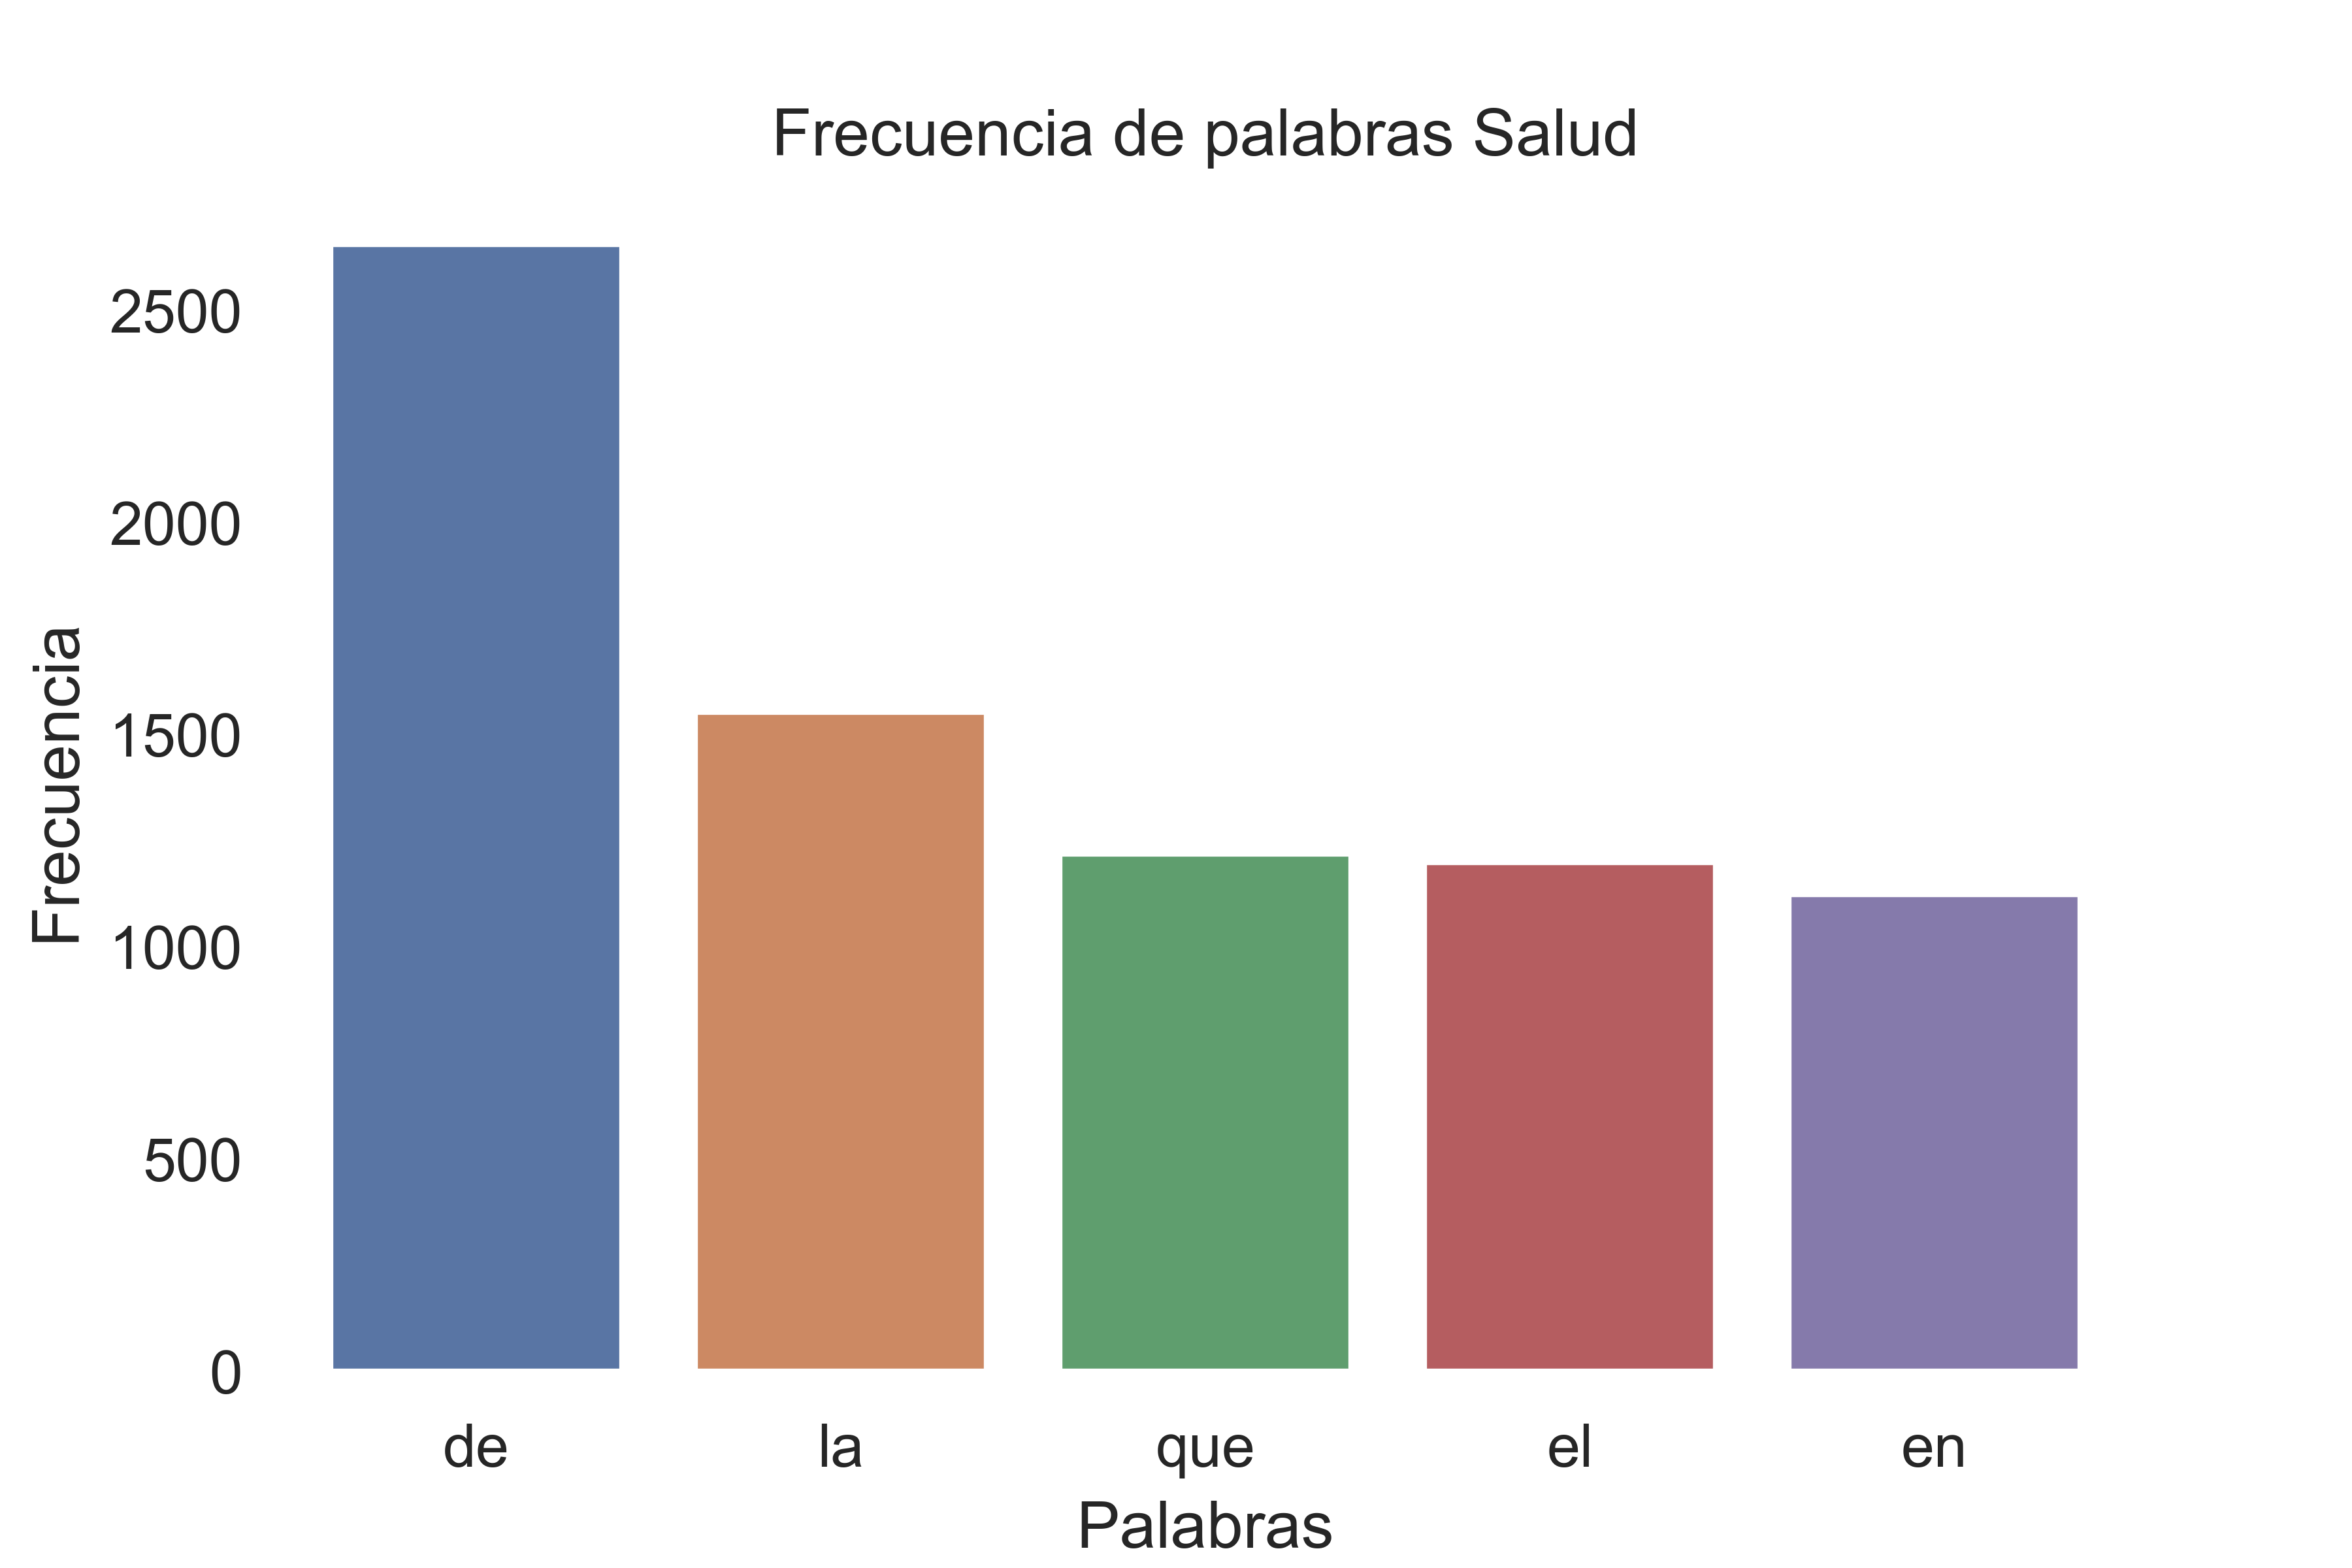 Frecuencia de palabras Salud
Frecuencia
2500
2000
1500
1000
500
0
de
la
que
el
en
Palabras